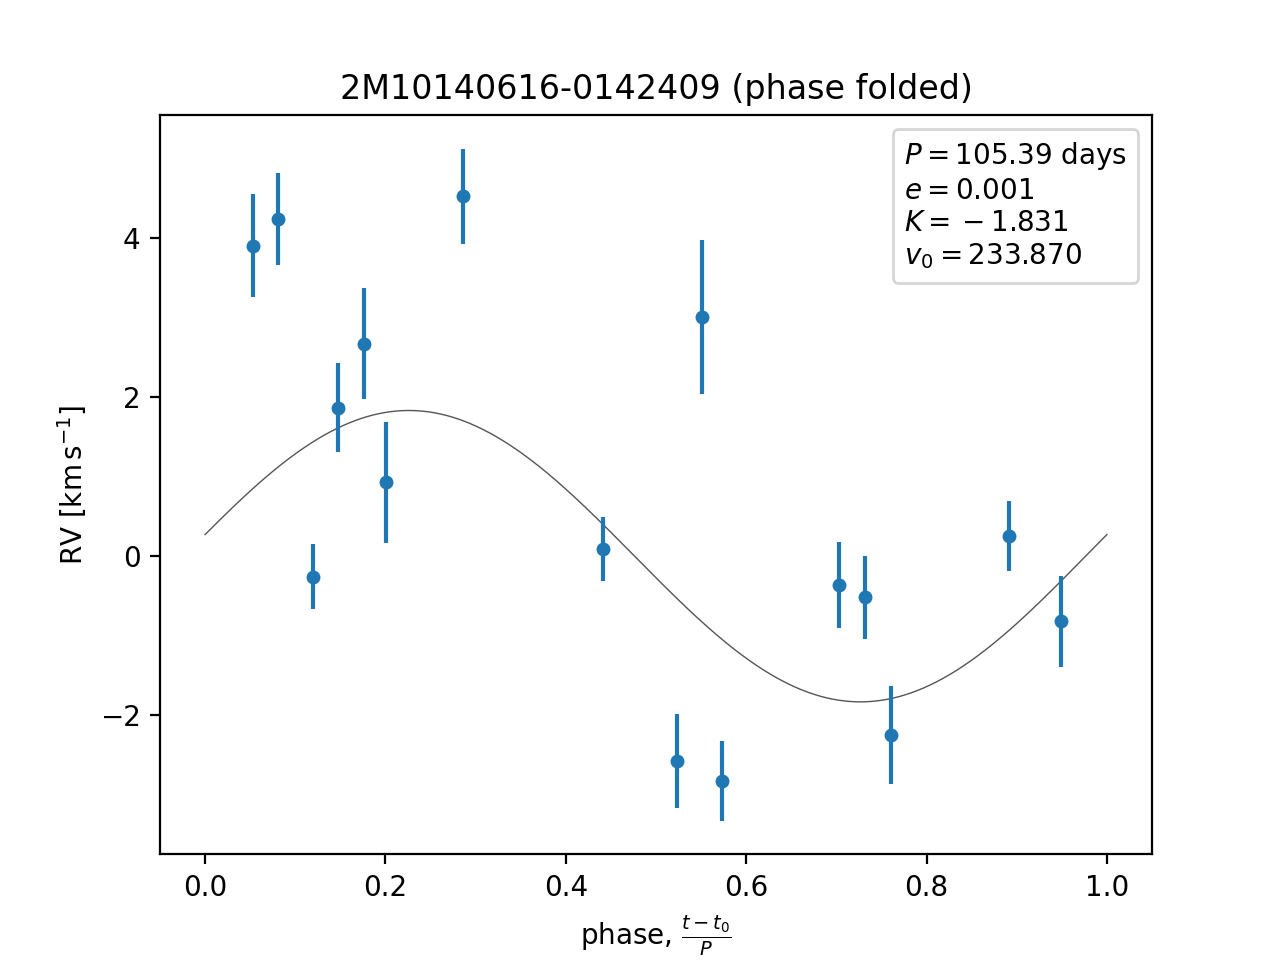 2M10140616-0142409 (phase folded)
P = 105.39 days
e = 0.001
K = −1.831
v₀ = 233.870
RV [km s⁻¹]
4
2
0
−2
0.0 0.2 0.4 0.6 0.8 1.0
phase, (t − t₀)/P